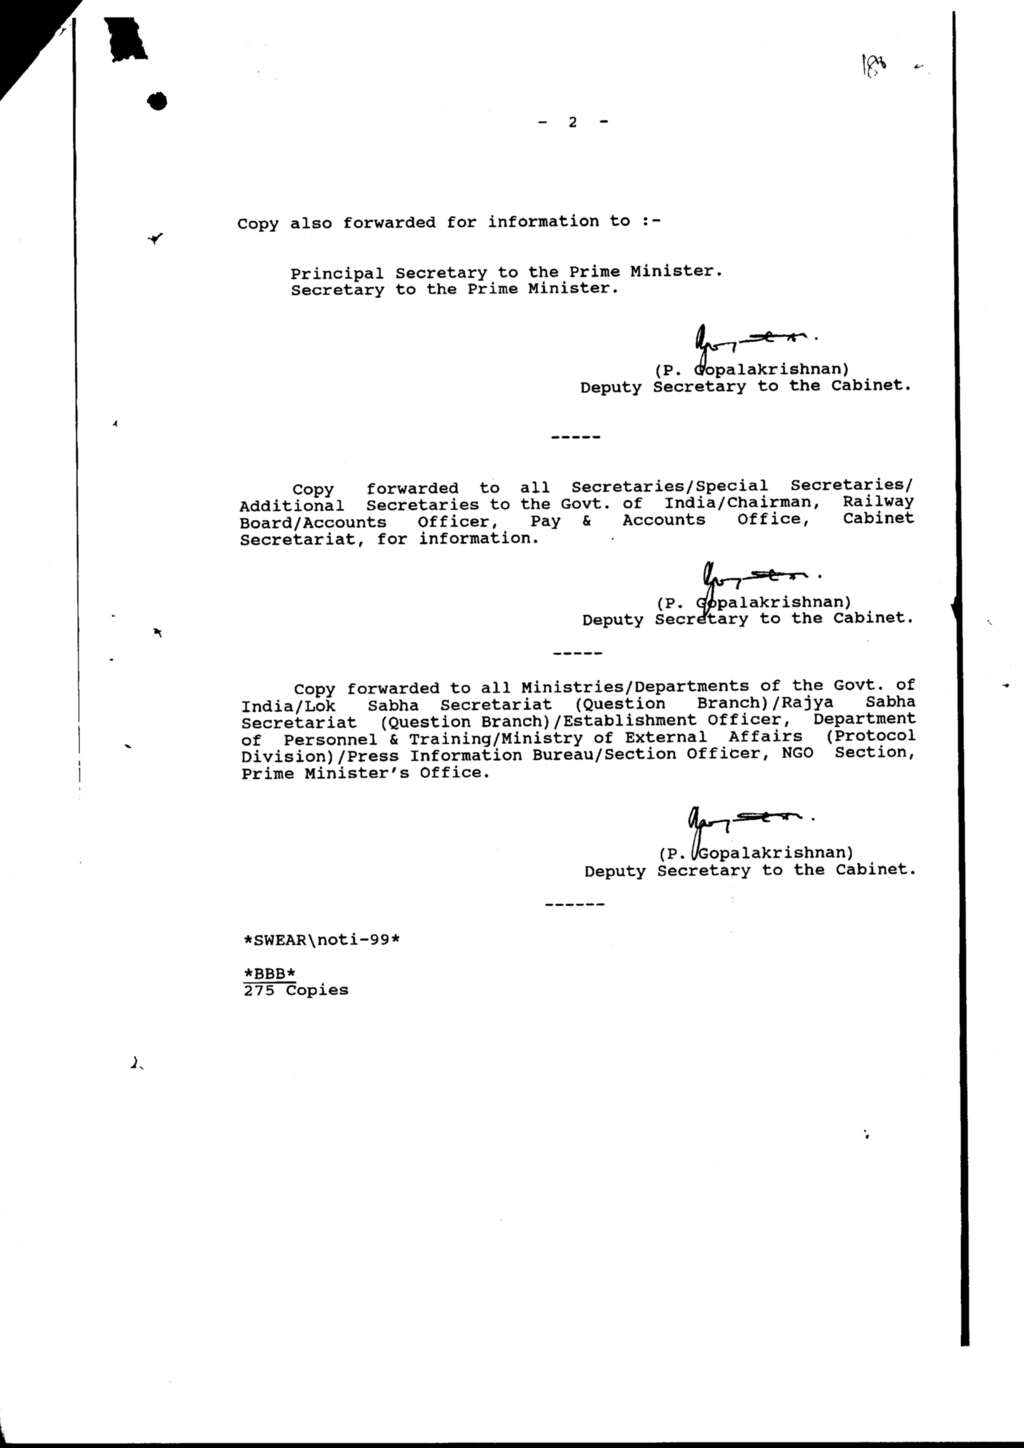 - 2 -
Copy also forwarded for information to :-
Principal Secretary to the Prime Minister.
Secretary to the Prime Minister.
(P. Gopalakrishnan)
Deputy Secretary to the Cabinet.
-----
Copy forwarded to all Secretaries/Special Secretaries/
Additional Secretaries to the Govt. of India/Chairman, Railway
Board/Accounts Officer, Pay & Accounts Office, Cabinet
Secretariat, for information.
(P. Gopalakrishnan)
Deputy Secretary to the Cabinet.
-----
Copy forwarded to all Ministries/Departments of the Govt. of
India/Lok Sabha Secretariat (Question Branch)/Rajya Sabha
Secretariat (Question Branch)/Establishment Officer, Department
of Personnel & Training/Ministry of External Affairs (Protocol
Division)/Press Information Bureau/Section Officer, NGO Section,
Prime Minister's Office.
(P. Gopalakrishnan)
Deputy Secretary to the Cabinet.
------
*SWEAR\noti-99*
*BBB*
275 Copies